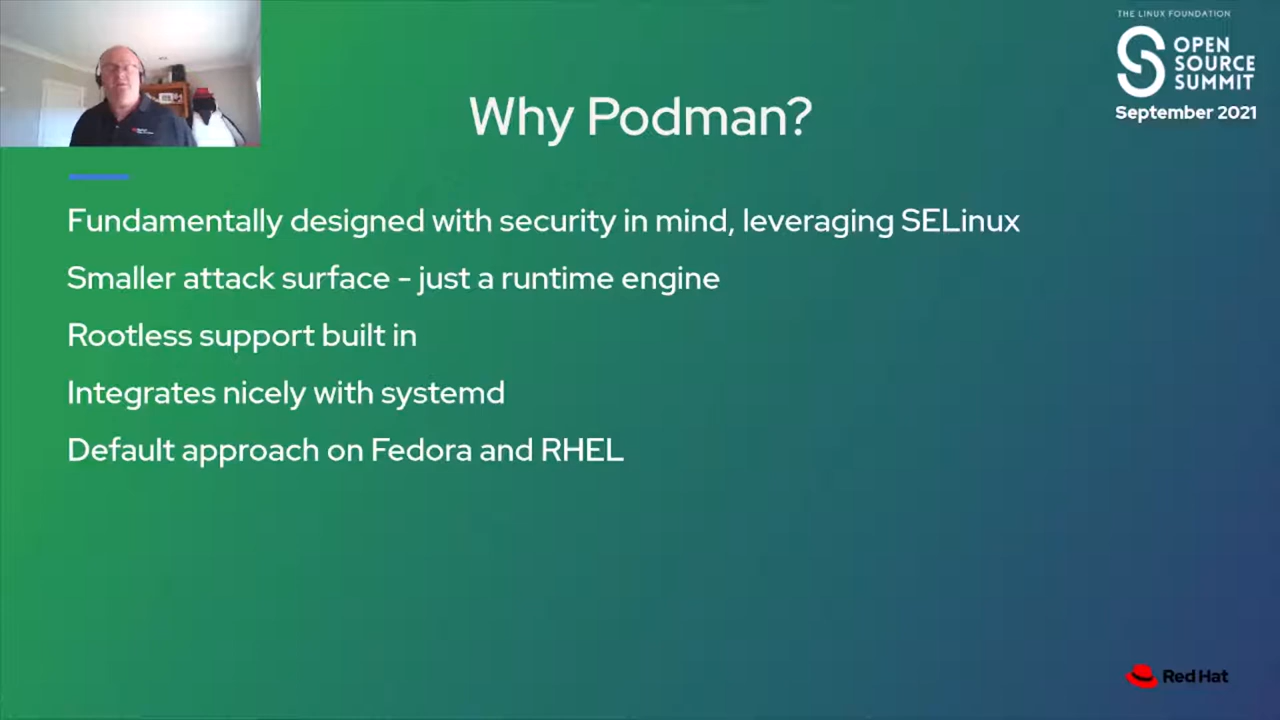 THE LINUX FOUNDATION
OPEN
SOURCE
SUMMIT
September 2021
Why Podman?
Fundamentally designed with security in mind, leveraging SELinux
Smaller attack surface - just a runtime engine
Rootless support built in
Integrates nicely with systemd
Default approach on Fedora and RHEL
Red Hat